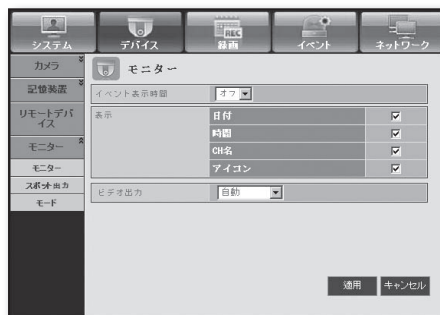 システム
デバイス
REC
録画
イベント
ネットワーク
カメラ
記憶装置
リモートデバ
イス
モニター
モニター
スポット出力
モード
モニター
イベント表示時間
オフ
表示
日付
時間
CH名
アイコン
ビデオ出力
自動
適用
キャンセル